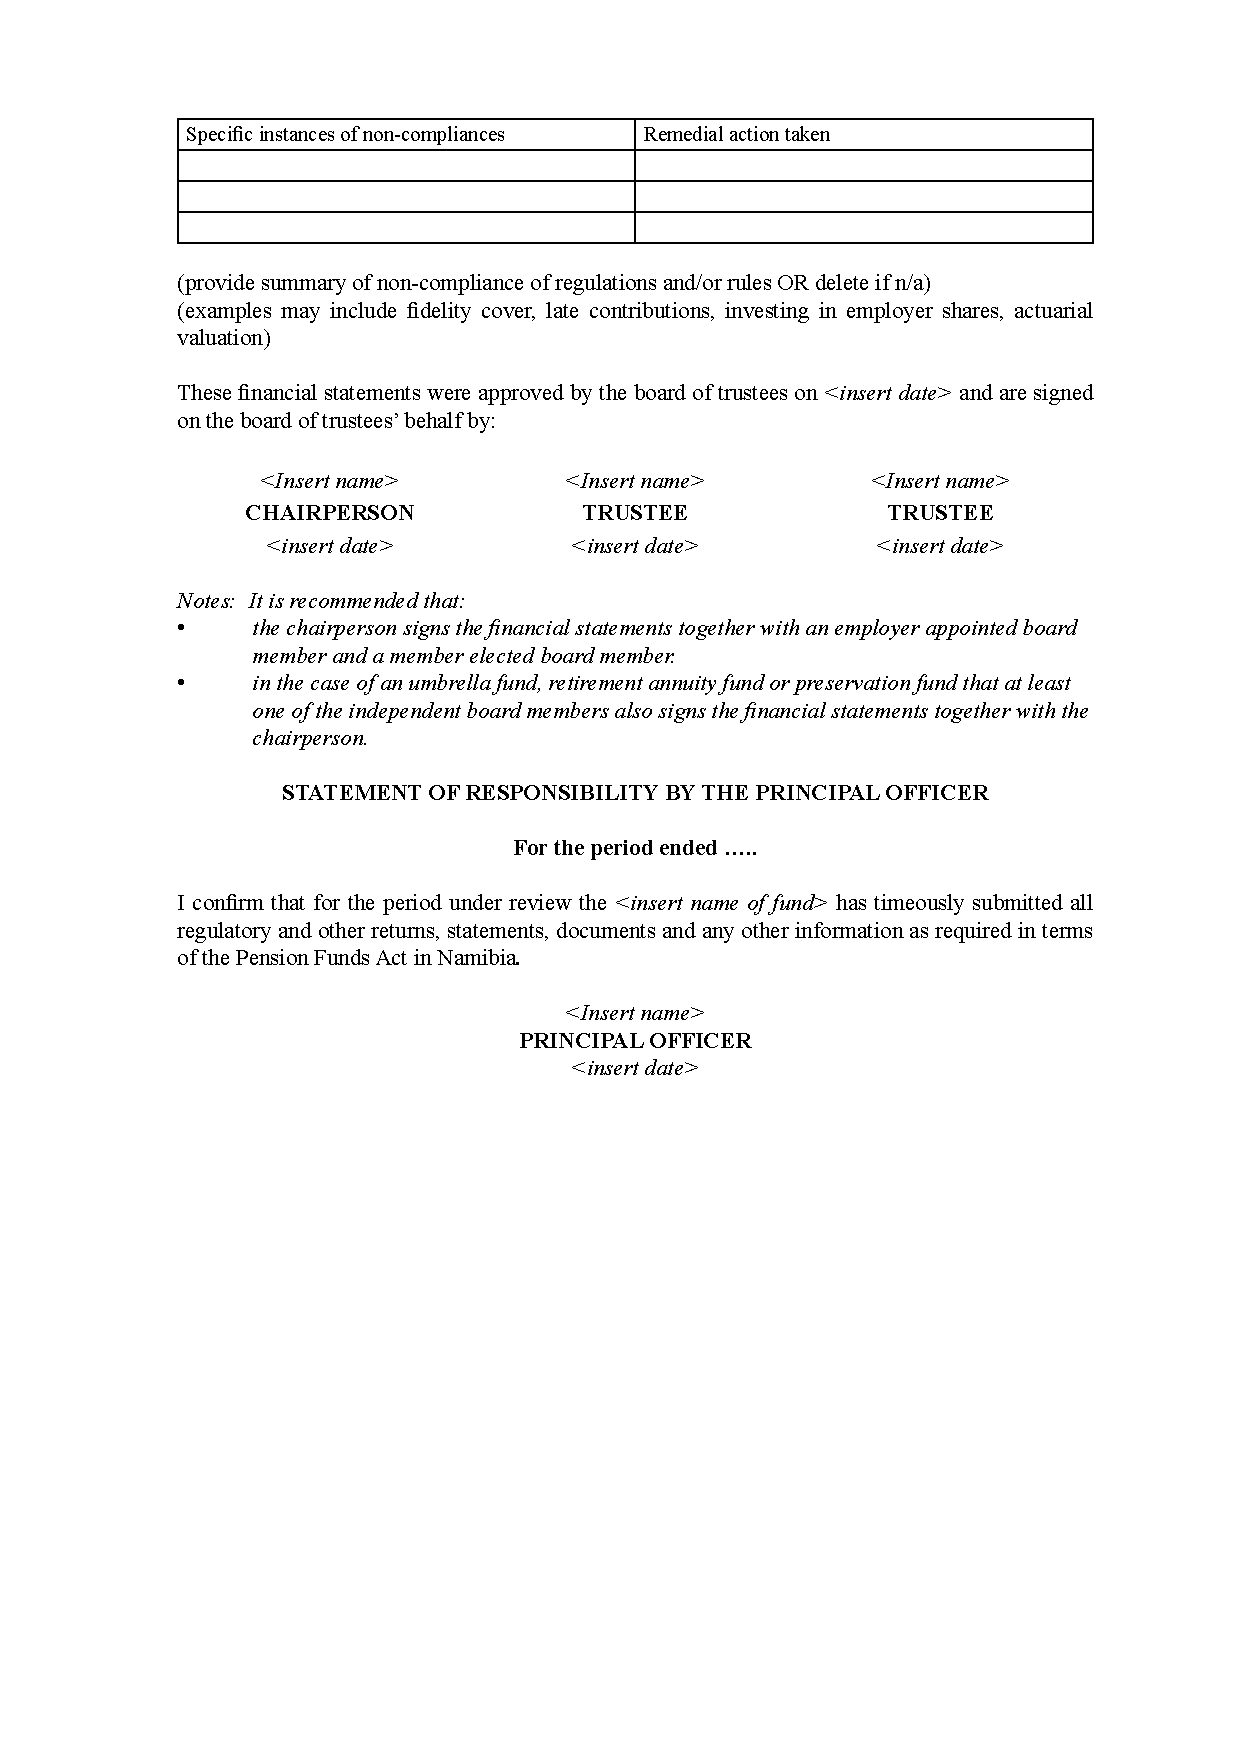 Specific instances of non-compliances Remedial action taken
(provide summary of non-compliance of regulations and/or rules OR delete if n/a)
(examples may include fidelity cover, late contributions, investing in employer shares, actuarial
valuation)
These financial statements were approved by the board of trustees on <insert date> and are signed
on the board of trustees’ behalf by:
<Insert name> <Insert name> <Insert name>
CHAIRPERSON TRUSTEE TRUSTEE
<insert date> <insert date> <insert date>
Notes: It is recommended that:
• the chairperson signs the financial statements together with an employer appointed board
member and a member elected board member.
• in the case of an umbrella fund, retirement annuity fund or preservation fund that at least
one of the independent board members also signs the financial statements together with the
chairperson.
STATEMENT OF RESPONSIBILITY BY THE PRINCIPAL OFFICER
For the period ended …..
I confirm that for the period under review the <insert name of fund> has timeously submitted all
regulatory and other returns, statements, documents and any other information as required in terms
of the Pension Funds Act in Namibia.
<Insert name>
PRINCIPAL OFFICER
<insert date>